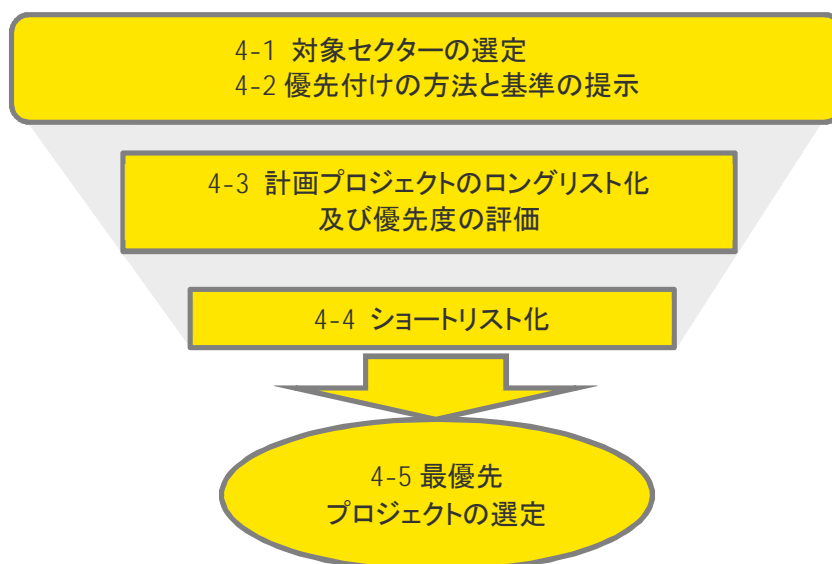 4-1 対象セクターの選定
4-2 優先付けの方法と基準の提示
4-3 計画プロジェクトのロングリスト化
及び優先度の評価
4-4 ショートリスト化
4-5 最優先
プロジェクトの選定